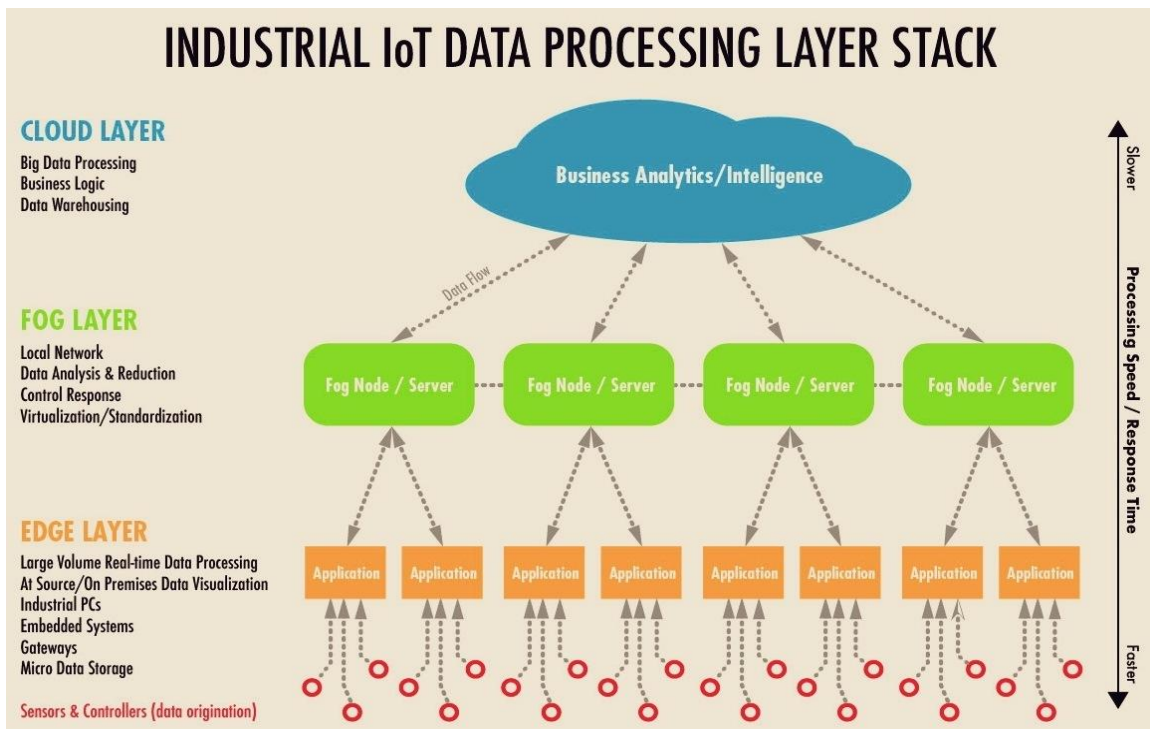 INDUSTRIAL IoT DATA PROCESSING LAYER STACK
CLOUD LAYER
Big Data Processing
Business Logic
Data Warehousing
Business Analytics/Intelligence
Slower
Data Flow
Processing Speed / Response Time
FOG LAYER
Local Network
Data Analysis & Reduction
Control Response
Virtualization/Standardization
Fog Node / Server
Fog Node / Server
Fog Node / Server
Fog Node / Server
EDGE LAYER
Large Volume Real-time Data Processing
At Source/On Premises Data Visualization
Industrial PCs
Embedded Systems
Gateways
Micro Data Storage
Application
Application
Application
Application
Application
Application
Application
Application
Faster
Sensors & Controllers (data origination)